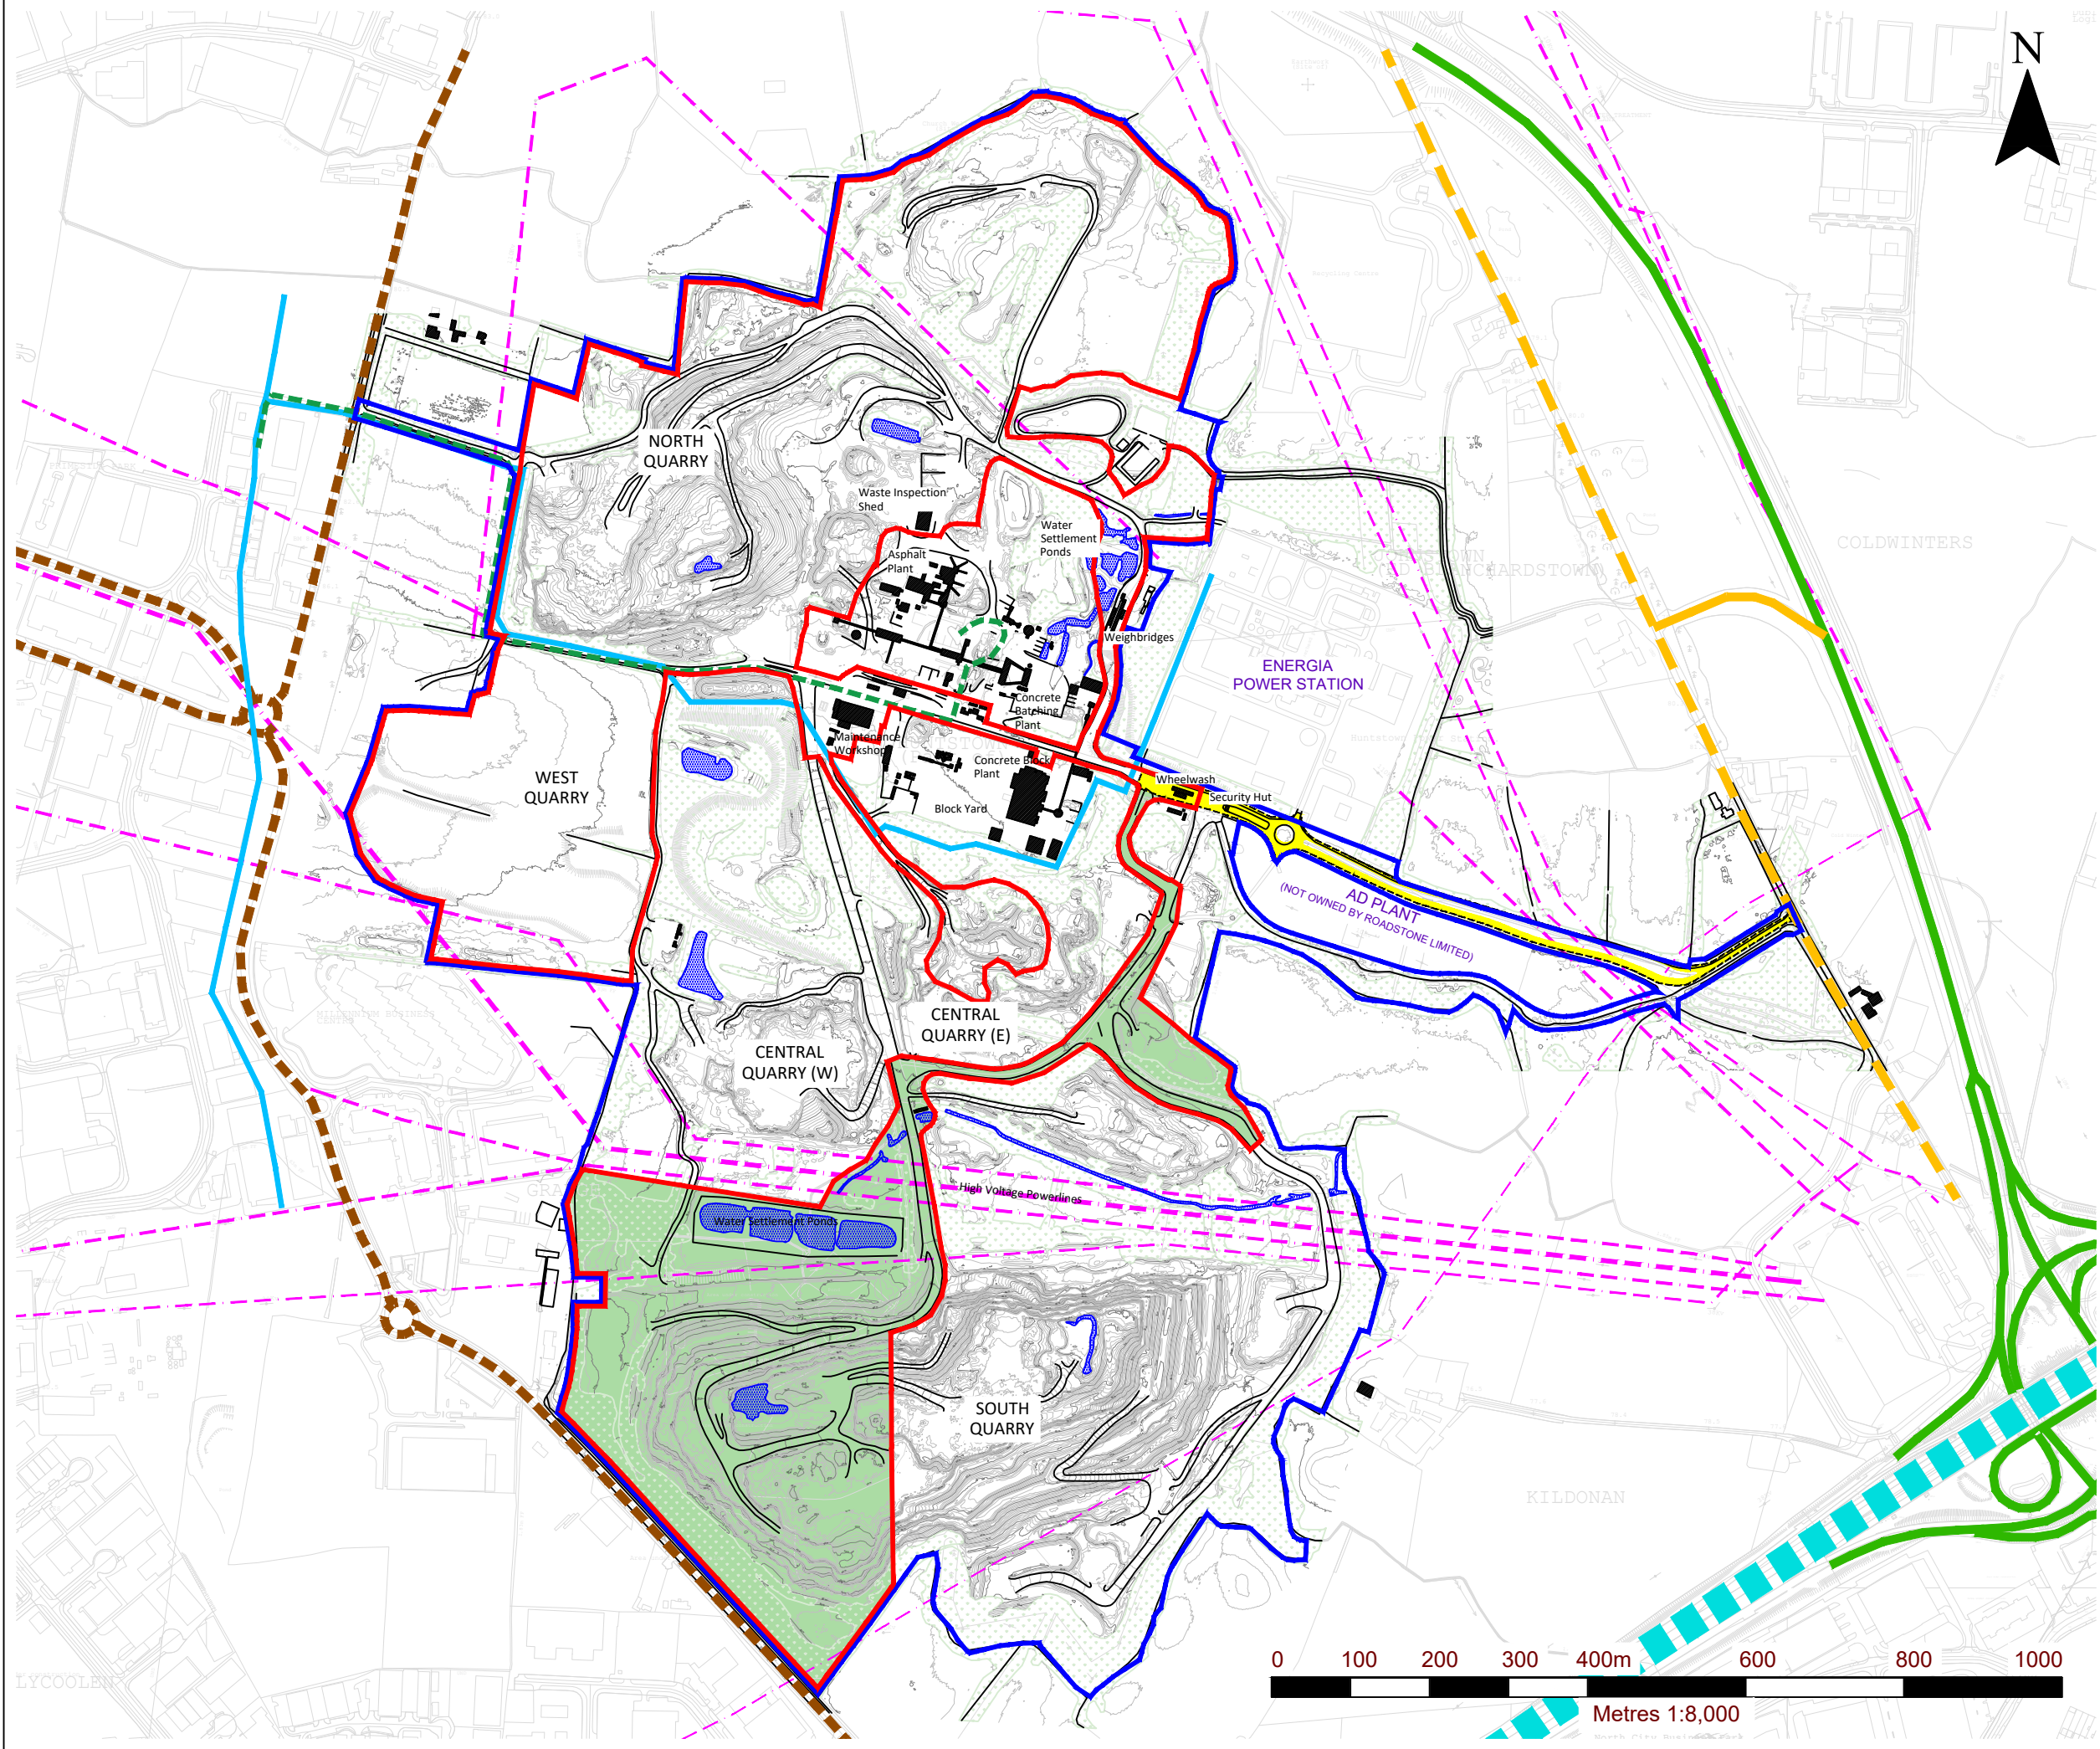 N
NORTH
QUARRY
Waste Inspection
Shed
Water
Settlement
Ponds
Asphalt
Plant
COLDWINTERS
Weighbridges
ENERGIA
POWER STATION
Concrete
Batching
Plant
Maintenance
Workshop
Concrete Block
Plant
WEST
QUARRY
Wheelwash
Security Hut
Block Yard
AD PLANT
(NOT OWNED BY ROADSTONE LIMITED)
CENTRAL
QUARRY (E)
CENTRAL
QUARRY (W)
High Voltage Powerlines
Water Settlement Ponds
SOUTH
QUARRY
KILDONAN
LYCOOLEN
0 100 200 300 400m 600 800 1000
Metres 1:8,000